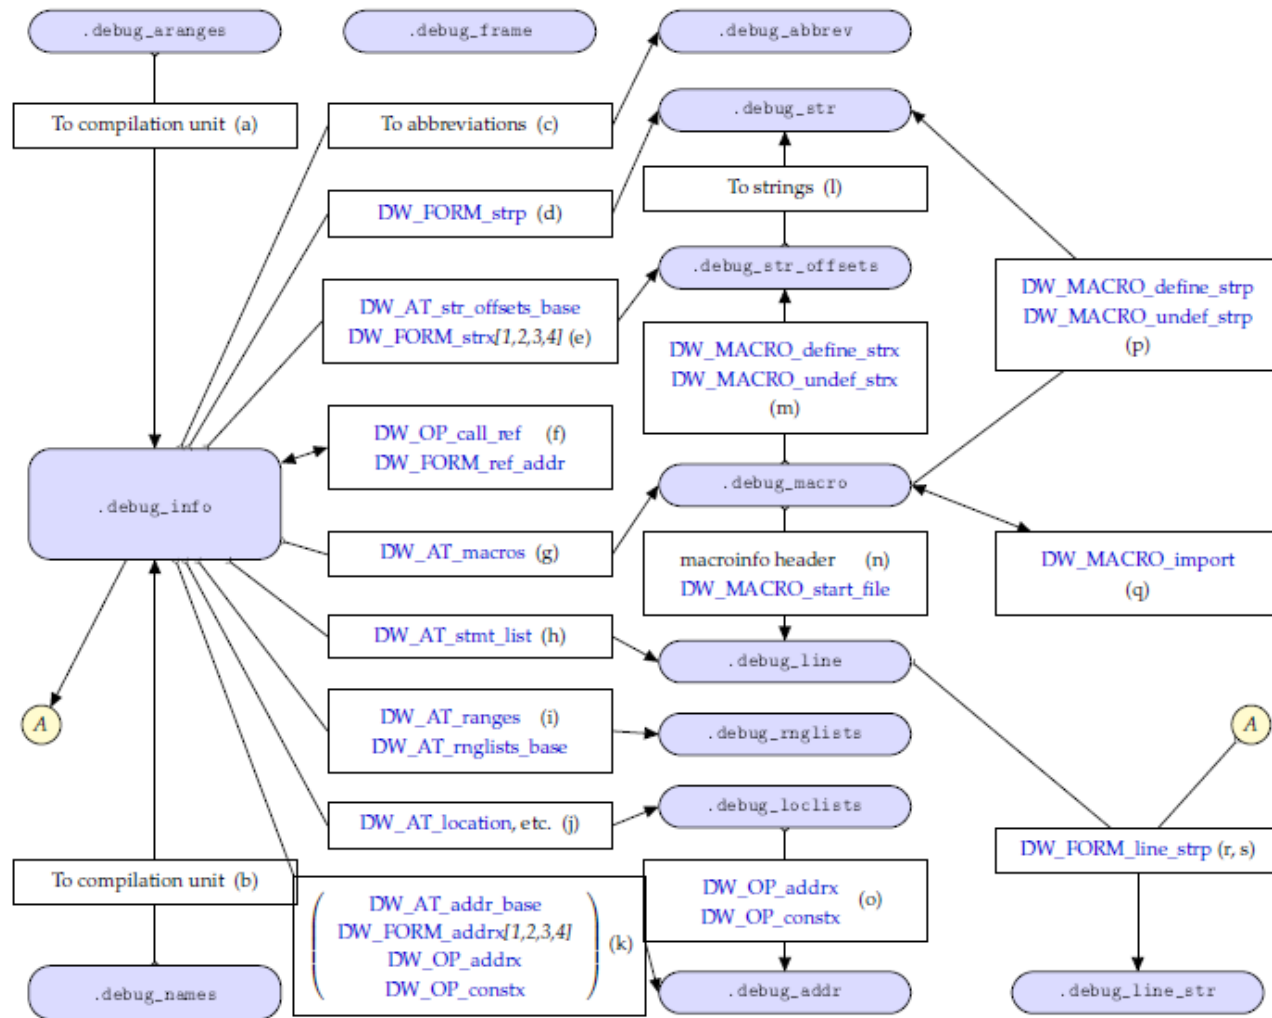 .debug_aranges
.debug_frame
.debug_abbrev
To compilation unit (a)
To abbreviations (c)
.debug_str
To strings (l)
DW_FORM_strp (d)
.debug_str_offsets
DW_AT_str_offsets_base
DW_FORM_strx[1,2,3,4] (e)
DW_MACRO_define_strp
DW_MACRO_undef_strp
(p)
DW_MACRO_define_strx
DW_MACRO_undef_strx
(m)
DW_OP_call_ref (f)
DW_FORM_ref_addr
.debug_info
.debug_macro
DW_AT_macros (g)
macroinfo header (n)
DW_MACRO_start_file
DW_MACRO_import
(q)
DW_AT_stmt_list (h)
.debug_line
A
DW_AT_ranges (i)
DW_AT_rnglists_base
.debug_rnglists
A
.debug_loclists
DW_AT_location, etc. (j)
DW_FORM_line_strp (r, s)
To compilation unit (b)
DW_AT_addr_base
DW_FORM_addrx[1,2,3,4]
DW_OP_addrx
DW_OP_constx
(k)
DW_OP_addrx
DW_OP_constx
(o)
.debug_names
.debug_addr
.debug_line_str